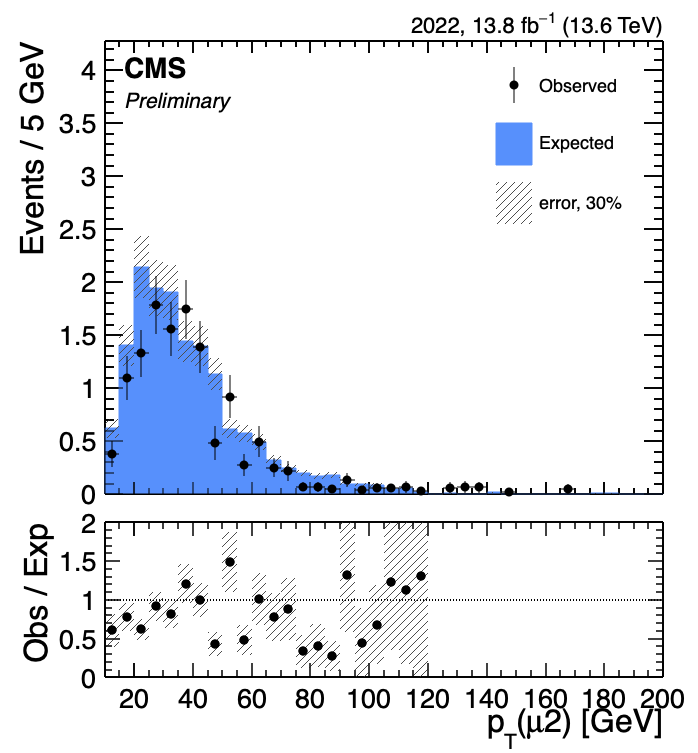 2022, 13.8 fb⁻¹ (13.6 TeV)
CMS
Preliminary
Observed
Expected
error, 30%
Events / 5 GeV
4
3.5
3
2.5
2
1.5
1
0.5
0
Obs / Exp
2
1.5
1
0.5
0
20 40 60 80 100 120 140 160 180 200
p_T(μ2) [GeV]